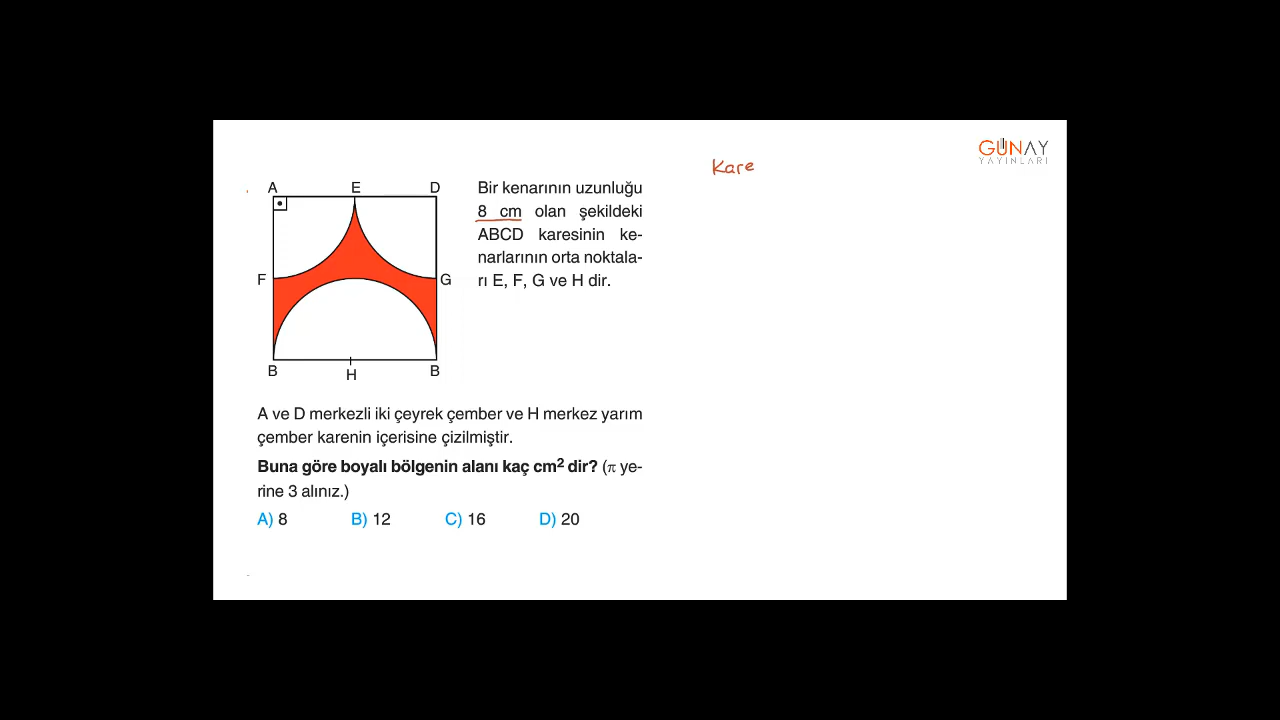 GÜNAY
YAYINLARI
Kare
A E D
F G
B H B
Bir kenarının uzunluğu
8 cm olan şekildeki
ABCD karesinin ke-
narlarının orta noktala-
rı E, F, G ve H dir.
A ve D merkezli iki çeyrek çember ve H merkez yarım
çember karenin içerisine çizilmiştir.
Buna göre boyalı bölgenin alanı kaç cm² dir? (π ye-
rine 3 alınız.)
A) 8 B) 12 C) 16 D) 20